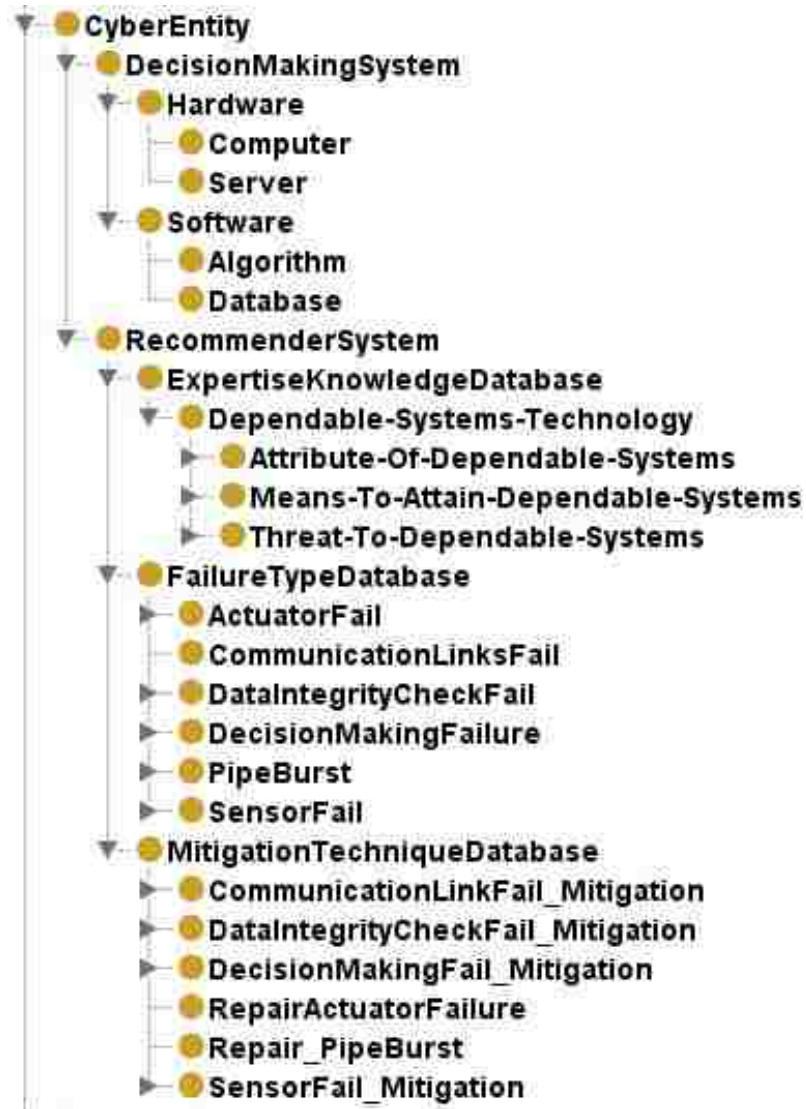 CyberEntity
DecisionMakingSystem
Hardware
Computer
Server
Software
Algorithm
Database
RecommenderSystem
ExpertiseKnowledgeDatabase
Dependable-Systems-Technology
Attribute-Of-Dependable-Systems
Means-To-Attain-Dependable-Systems
Threat-To-Dependable-Systems
FailureTypeDatabase
ActuatorFail
CommunicationLinksFail
DataIntegrityCheckFail
DecisionMakingFailure
PipeBurst
SensorFail
MitigationTechniqueDatabase
CommunicationLinkFail_Mitigation
DataIntegrityCheckFail_Mitigation
DecisionMakingFail_Mitigation
RepairActuatorFailure
Repair_PipeBurst
SensorFail_Mitigation